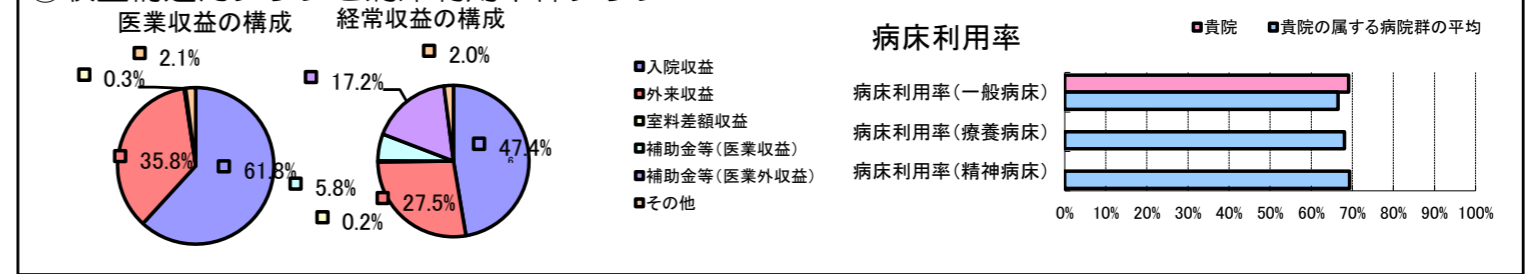 医業収益の構成
2.1%
0.3%
35.8%
61.8%
経常収益の構成
2.0%
17.2%
47.4%
5.8%
27.5%
0.2%
入院収益
外来収益
室料差額収益
補助金等(医業収益)
補助金等(医業外収益)
その他
病床利用率
貴院
貴院の属する病院群の平均
病床利用率(一般病床)
病床利用率(療養病床)
病床利用率(精神病床)
0% 10% 20% 30% 40% 50% 60% 70% 80% 90% 100%